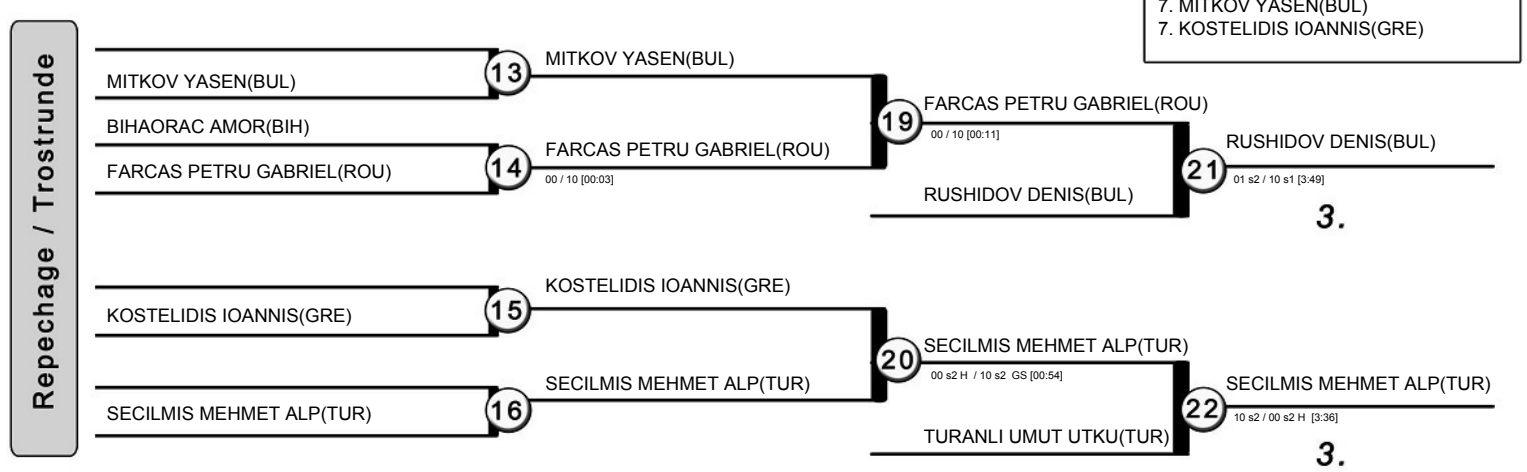 7. MITKOV YASEN(BUL)
7. KOSTELIDIS IOANNIS(GRE)
Repechage / Trostrunde
MITKOV YASEN(BUL)
13
MITKOV YASEN(BUL)
BIHAORAC AMOR(BIH)
FARCAS PETRU GABRIEL(ROU)
14
FARCAS PETRU GABRIEL(ROU)
00 / 10 [00:03]
19
FARCAS PETRU GABRIEL(ROU)
00 / 10 [00:11]
RUSHIDOV DENIS(BUL)
21
RUSHIDOV DENIS(BUL)
01 s2 / 10 s1 [3:49]
3.
KOSTELIDIS IOANNIS(GRE)
15
KOSTELIDIS IOANNIS(GRE)
SECILMIS MEHMET ALP(TUR)
16
SECILMIS MEHMET ALP(TUR)
20
SECILMIS MEHMET ALP(TUR)
00 s2 H / 10 s2 GS [00:54]
TURANLI UMUT UTKU(TUR)
22
SECILMIS MEHMET ALP(TUR)
10 s2 / 00 s2 H [3:36]
3.